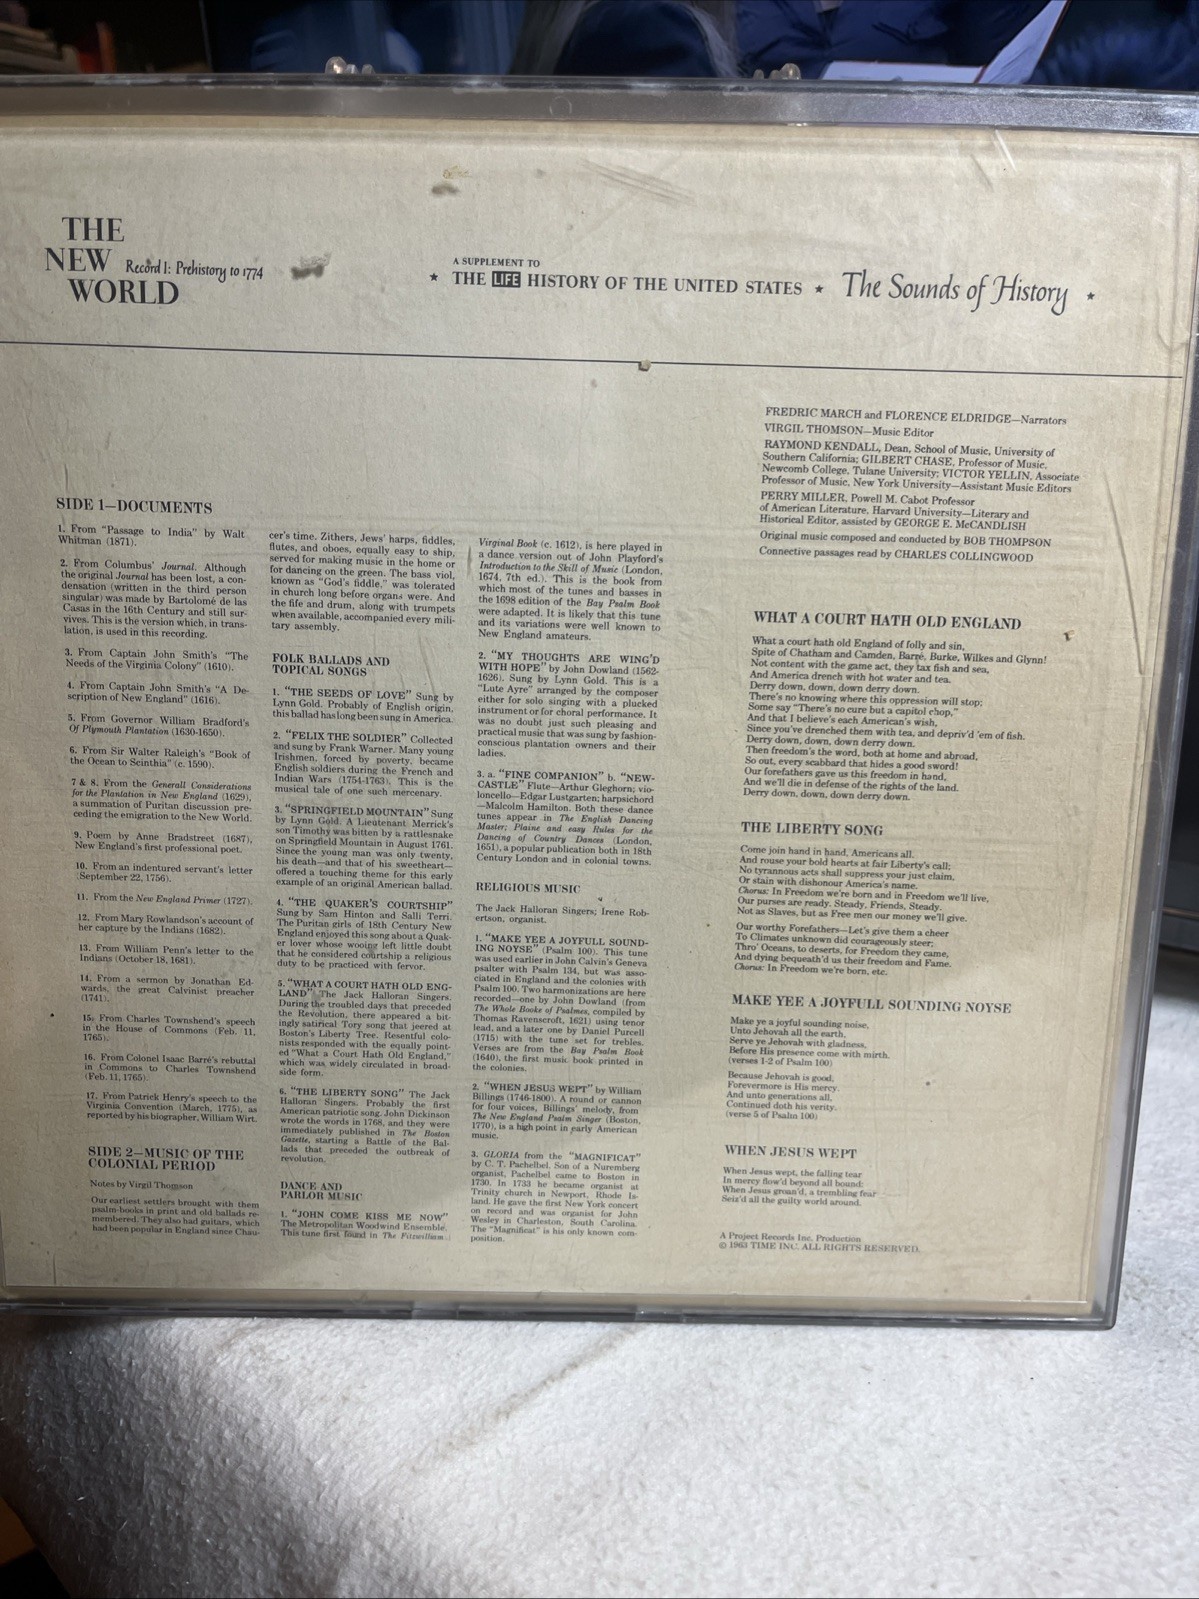 THE
NEW
WORLD
Record I: Prehistory to 1774
A SUPPLEMENT TO
★ THE LIFE HISTORY OF THE UNITED STATES ★ The Sounds of History ★
SIDE 1—DOCUMENTS
1. From "Passage to India" by Walt
Whitman (1871).
2. From Columbus' Journal. Although
the original Journal has been lost, a con-
densation (written in the third person
singular) was made by Bartolomé de las
Casas in the 16th Century and still sur-
vives. This is the version which, in trans-
lation, is used in this recording.
3. From Captain John Smith's "The
Needs of the Virginia Colony" (1610).
4. From Captain John Smith's "A De-
scription of New England" (1616).
5. From Governor William Bradford's
Of Plymouth Plantation (1630-1650).
6. From Sir Walter Raleigh's "Book of
the Ocean to Scinthia" (c. 1590).
7 & 8. From the General Considerations
for the Plantation in New England (1629),
a summation of Puritan discussion pre-
ceding the emigration to the New World.
9. Poem by Anne Bradstreet (1687),
New England's first professional poet.
10. From an indentured servant's letter
(September 22, 1756).
11. From the New England Primer (1727).
12. From Mary Rowlandson's account of
her capture by the Indians (1682).
13. From William Penn's letter to the
Indians (October 18, 1681).
14. From a sermon by Jonathan Ed-
wards, the great Calvinist preacher
(1741).
15. From Charles Townshend's speech
in the House of Commons (Feb. 11,
1765).
16. From Colonel Isaac Barré's rebuttal
in Commons to Charles Townshend
(Feb. 11, 1765).
17. From Patrick Henry's speech to the
Virginia Convention (March, 1775), as
reported by his biographer, William Wirt.
SIDE 2—MUSIC OF THE
COLONIAL PERIOD
Notes by Virgil Thomson
Our earliest settlers brought with them
psalm-books in print and old ballads re-
membered. They also had guitars, which
had been popular in England since Chau-
cer's time. Zithers, Jews' harps, fiddles,
flutes, and oboes, equally easy to ship,
served for making music in the home or
for dancing on the green. The bass viol,
known as "God's fiddle," was tolerated
in church long before organs were. And
the fife and drum, along with trumpets
when available, accompanied every mili-
tary assembly.
FOLK BALLADS AND
TOPICAL SONGS
1. "THE SEEDS OF LOVE" Sung by
Lynn Gold. Probably of English origin,
this ballad has long been sung in America.
2. "FELIX THE SOLDIER" Collected
and sung by Frank Warner. Many young
Irishmen, forced by poverty, became
English soldiers during the French and
Indian Wars (1754-1763). This is the
musical tale of one such mercenary.
3. "SPRINGFIELD MOUNTAIN" Sung
by Lynn Gold. A Lieutenant Merrick's
son Timothy was bitten by a rattlesnake
on Springfield Mountain in August 1761.
Since the young man was only twenty,
his death—and that of his sweetheart—
offered a touching theme for this early
example of an original American ballad.
4. "THE QUAKER'S COURTSHIP"
Sung by Sam Hinton and Salli Terri.
The Puritan girls of 18th Century New
England enjoyed this song about a Quak-
er lover whose wooing left little doubt
that he considered courtship a religious
duty to be practiced with fervor.
5. "WHAT A COURT HATH OLD ENG-
LAND" The Jack Halloran Singers.
During the troubled days that preceded
the Revolution, there appeared a bit-
ingly satirical Tory song that jeered at
Boston's Liberty Tree. Resentful colo-
nists responded with the equally point-
ed "What a Court Hath Old England,"
which was widely circulated in broad-
side form.
6. "THE LIBERTY SONG" The Jack
Halloran Singers. Probably the first
American patriotic song. John Dickinson
wrote the words in 1768, and they were
immediately published in The Boston
Gazette, starting a Battle of the Bal-
lads that preceded the outbreak of
revolution.
DANCE AND
PARLOR MUSIC
1. "JOHN COME KISS ME NOW"
The Metropolitan Woodwind Ensemble.
This tune first found in The Fitzwilliam
Virginal Book (c. 1612), is here played in
a dance version out of John Playford's
Introduction to the Skill of Music (London,
1674, 7th ed.). This is the book from
which most of the tunes and basses in
the 1698 edition of the Bay Psalm Book
were adapted. It is likely that this tune
and its variations were well known to
New England amateurs.
2. "MY THOUGHTS ARE WING'D
WITH HOPE" by John Dowland (1562-
1626). Sung by Lynn Gold. This is a
"Lute Ayre" arranged by the composer
either for solo singing with a plucked
instrument or for choral performance. It
was no doubt just such pleasing and
practical music that was sung by fashion-
conscious plantation owners and their
ladies.
3. a. "FINE COMPANION" b. "NEW-
CASTLE" Flute—Arthur Gleghorn; vio-
loncello—Edgar Lustgarten; harpsichord
—Malcolm Hamilton. Both these dance
tunes appear in The English Dancing
Master; Plaine and easy Rules for the
Dancing of Country Dances (London,
1651), a popular publication both in 18th
Century London and in colonial towns.
RELIGIOUS MUSIC
The Jack Halloran Singers; Irene Rob-
ertson, organist.
1. "MAKE YEE A JOYFULL SOUND-
ING NOYSE" (Psalm 100). This tune
was used earlier in John Calvin's Geneva
psalter with Psalm 134, but was asso-
ciated in England and the colonies with
Psalm 100. Two harmonizations are here
recorded—one by John Dowland (from
The Whole Booke of Psalmes, compiled by
Thomas Ravenscroft, 1621) using tenor
lead, and a later one by Daniel Purcell
(1715) with the tune set for trebles.
Verses are from the Bay Psalm Book
(1640), the first music book printed in
the colonies.
2. "WHEN JESUS WEPT" by William
Billings (1746-1800). A round or cannon
for four voices, Billings' melody, from
The New England Psalm Singer (Boston,
1770), is a high point in early American
music.
3. GLORIA from the "MAGNIFICAT"
by C. T. Pachelbel. Son of a Nuremberg
organist, Pachelbel came to Boston in
1730. In 1733 he became organist at
Trinity church in Newport, Rhode Is-
land. He gave the first New York concert
on record and was organist for John
Wesley in Charleston, South Carolina.
The "Magnificat" is his only known com-
position.
FREDRIC MARCH and FLORENCE ELDRIDGE—Narrators
VIRGIL THOMSON—Music Editor
RAYMOND KENDALL, Dean, School of Music, University of
Southern California; GILBERT CHASE, Professor of Music,
Newcomb College, Tulane University; VICTOR YELLIN, Associate
Professor of Music, New York University—Assistant Music Editors
PERRY MILLER, Powell M. Cabot Professor
of American Literature, Harvard University—Literary and
Historical Editor, assisted by GEORGE E. McCANDLISH
Original music composed and conducted by BOB THOMPSON
Connective passages read by CHARLES COLLINGWOOD
WHAT A COURT HATH OLD ENGLAND
What a court hath old England of folly and sin,
Spite of Chatham and Camden, Barré, Burke, Wilkes and Glynn!
Not content with the game act, they tax fish and sea,
And America drench with hot water and tea.
Derry down, down, down derry down.
There's no knowing where this oppression will stop;
Some say "There's no cure but a capitol chop,"
And that I believe's each American's wish,
Since you've drenched them with tea, and depriv'd 'em of fish.
Derry down, down, down derry down.
Then freedom's the word, both at home and abroad,
So out, every scabbard that hides a good sword!
Our forefathers gave us this freedom in hand,
And we'll die in defense of the rights of the land.
Derry down, down, down derry down.
THE LIBERTY SONG
Come join hand in hand, Americans all,
And rouse your bold hearts at fair Liberty's call;
No tyrannous acts shall suppress your just claim,
Or stain with dishonour America's name.
Chorus: In Freedom we're born and in Freedom we'll live,
Our purses are ready. Steady, Friends, Steady.
Not as Slaves, but as Free men our money we'll give.
Our worthy Forefathers—Let's give them a cheer
To Climates unknown did courageously steer;
Thro' Oceans, to deserts, for Freedom they came,
And dying bequeath'd us their freedom and Fame.
Chorus: In Freedom we're born, etc.
MAKE YEE A JOYFULL SOUNDING NOYSE
Make ye a joyful sounding noise,
Unto Jehovah all the earth,
Serve ye Jehovah with gladness,
Before His presence come with mirth.
(verses 1-2 of Psalm 100)
Because Jehovah is good,
Forevermore is His mercy.
And unto generations all,
Continued doth his verity.
(verse 5 of Psalm 100)
WHEN JESUS WEPT
When Jesus wept, the falling tear
In mercy flow'd beyond all bound;
When Jesus groan'd, a trembling fear
Seiz'd all the guilty world around.
A Project Records Inc. Production
© 1963 TIME INC. ALL RIGHTS RESERVED.